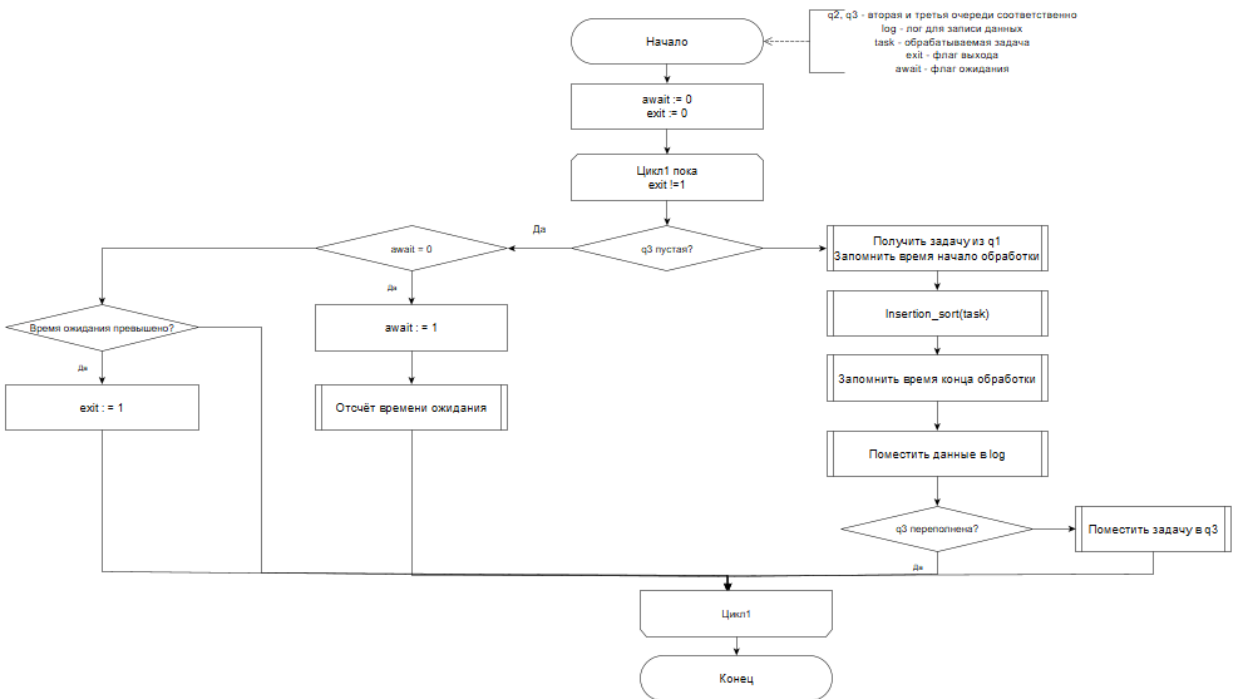 q2, q3 - вторая и третья очереди соответственно
log - лог для записи данных
task - обрабатываемая задача
exit - флаг выхода
await - флаг ожидания
Начало
await := 0
exit := 0
Цикл1 пока
exit !=1
Да
await = 0
q3 пустая?
Получить задачу из q1
Запомнить время начало обработки
Да
Время ожидания превышено?
await : = 1
Insertion_sort(task)
Да
exit : = 1
Отсчёт времени ожидания
Запомнить время конца обработки
Поместить данные в log
q3 переполнена?
Поместить задачу в q3
Да
Цикл1
Конец